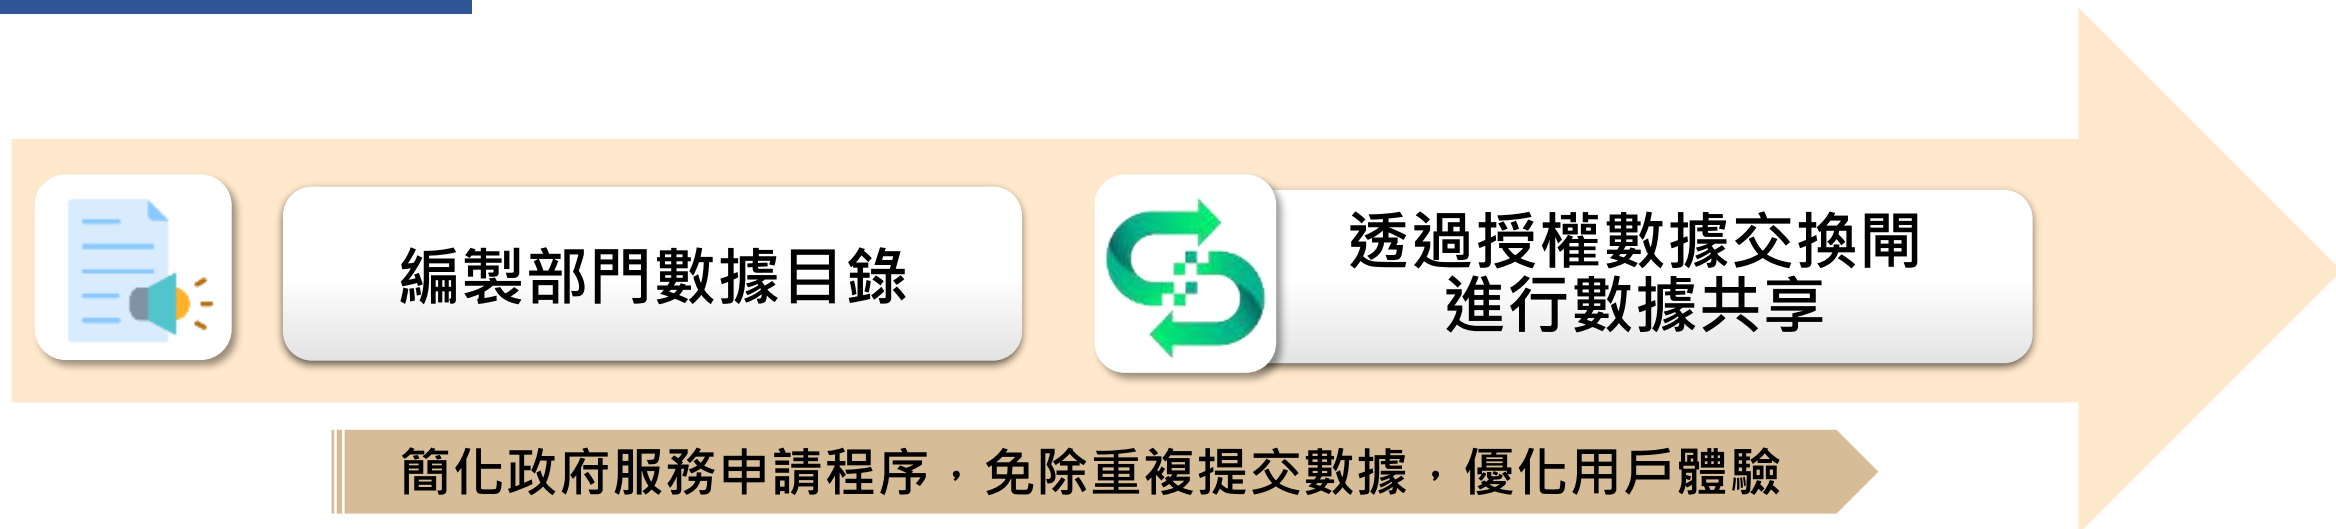 編製部門數據目錄
透過授權數據交換閘
進行數據共享
簡化政府服務申請程序，免除重複提交數據，優化用戶體驗